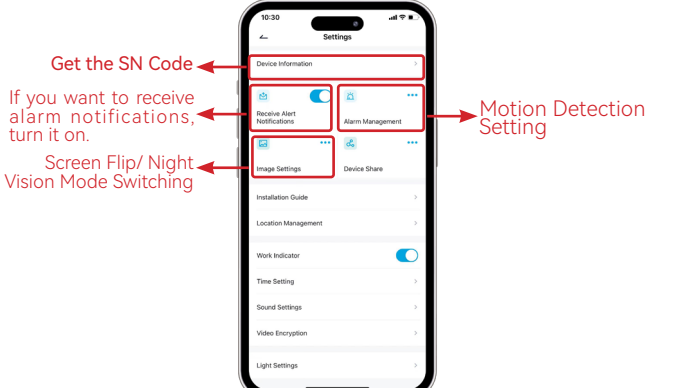 10:30
Settings
Device Information
Receive Alert
Notifications
Alarm Management
Image Settings
Device Share
Installation Guide
Location Management
Work Indicator
Time Setting
Sound Settings
Video Encryption
Light Settings
Get the SN Code
If you want to receive
alarm notifications,
turn it on.
Screen Flip/ Night
Vision Mode Switching
Motion Detection
Setting